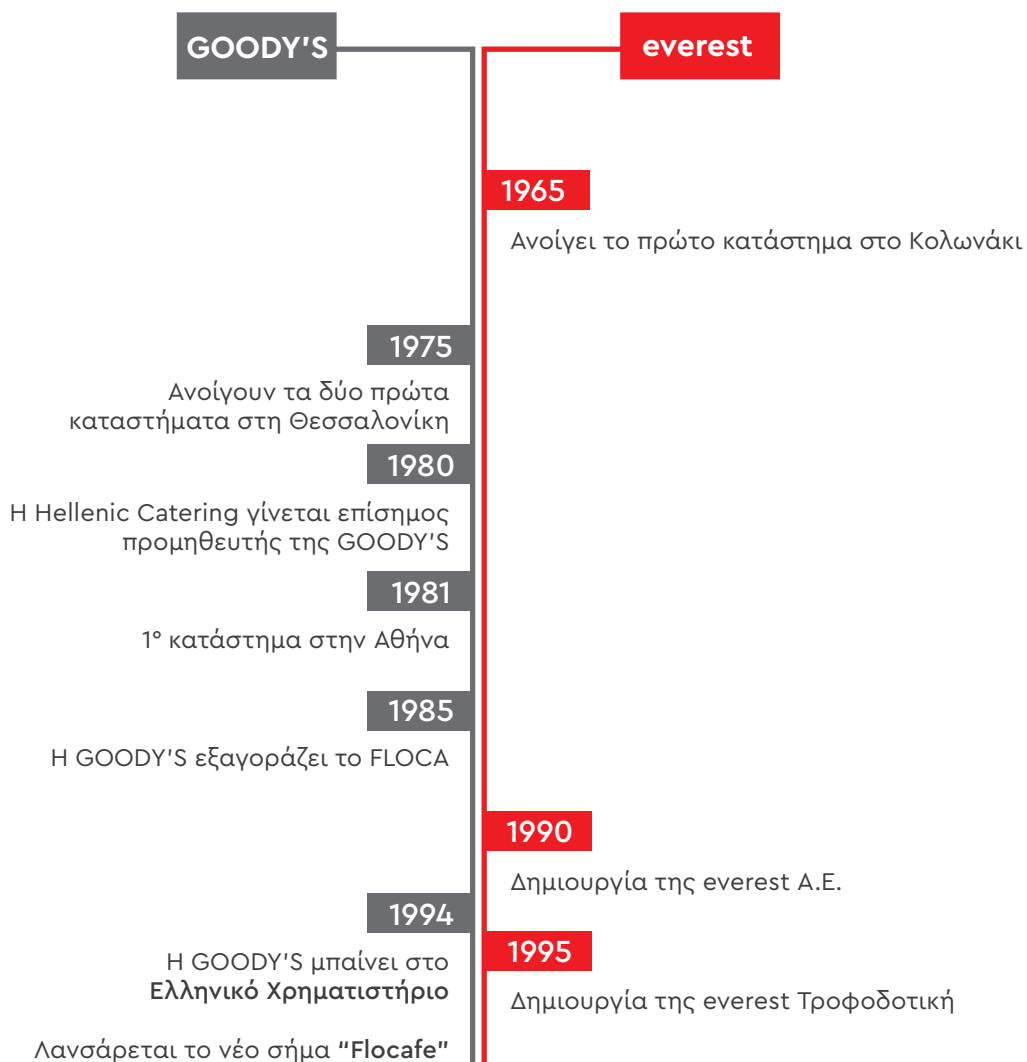 GOODY'S
everest
1965
Ανοίγει το πρώτο κατάστημα στο Κολωνάκι
1975
Ανοίγουν τα δύο πρώτα
καταστήματα στη Θεσσαλονίκη
1980
Η Hellenic Catering γίνεται επίσημος
προμηθευτής της GOODY'S
1981
1° κατάστημα στην Αθήνα
1985
Η GOODY'S εξαγοράζει το FLOCA
1990
Δημιουργία της everest Α.Ε.
1994
Η GOODY'S μπαίνει στο
Ελληνικό Χρηματιστήριο
1995
Δημιουργία της everest Τροφοδοτική
Λανσάρεται το νέο σήμα “Flocafe”